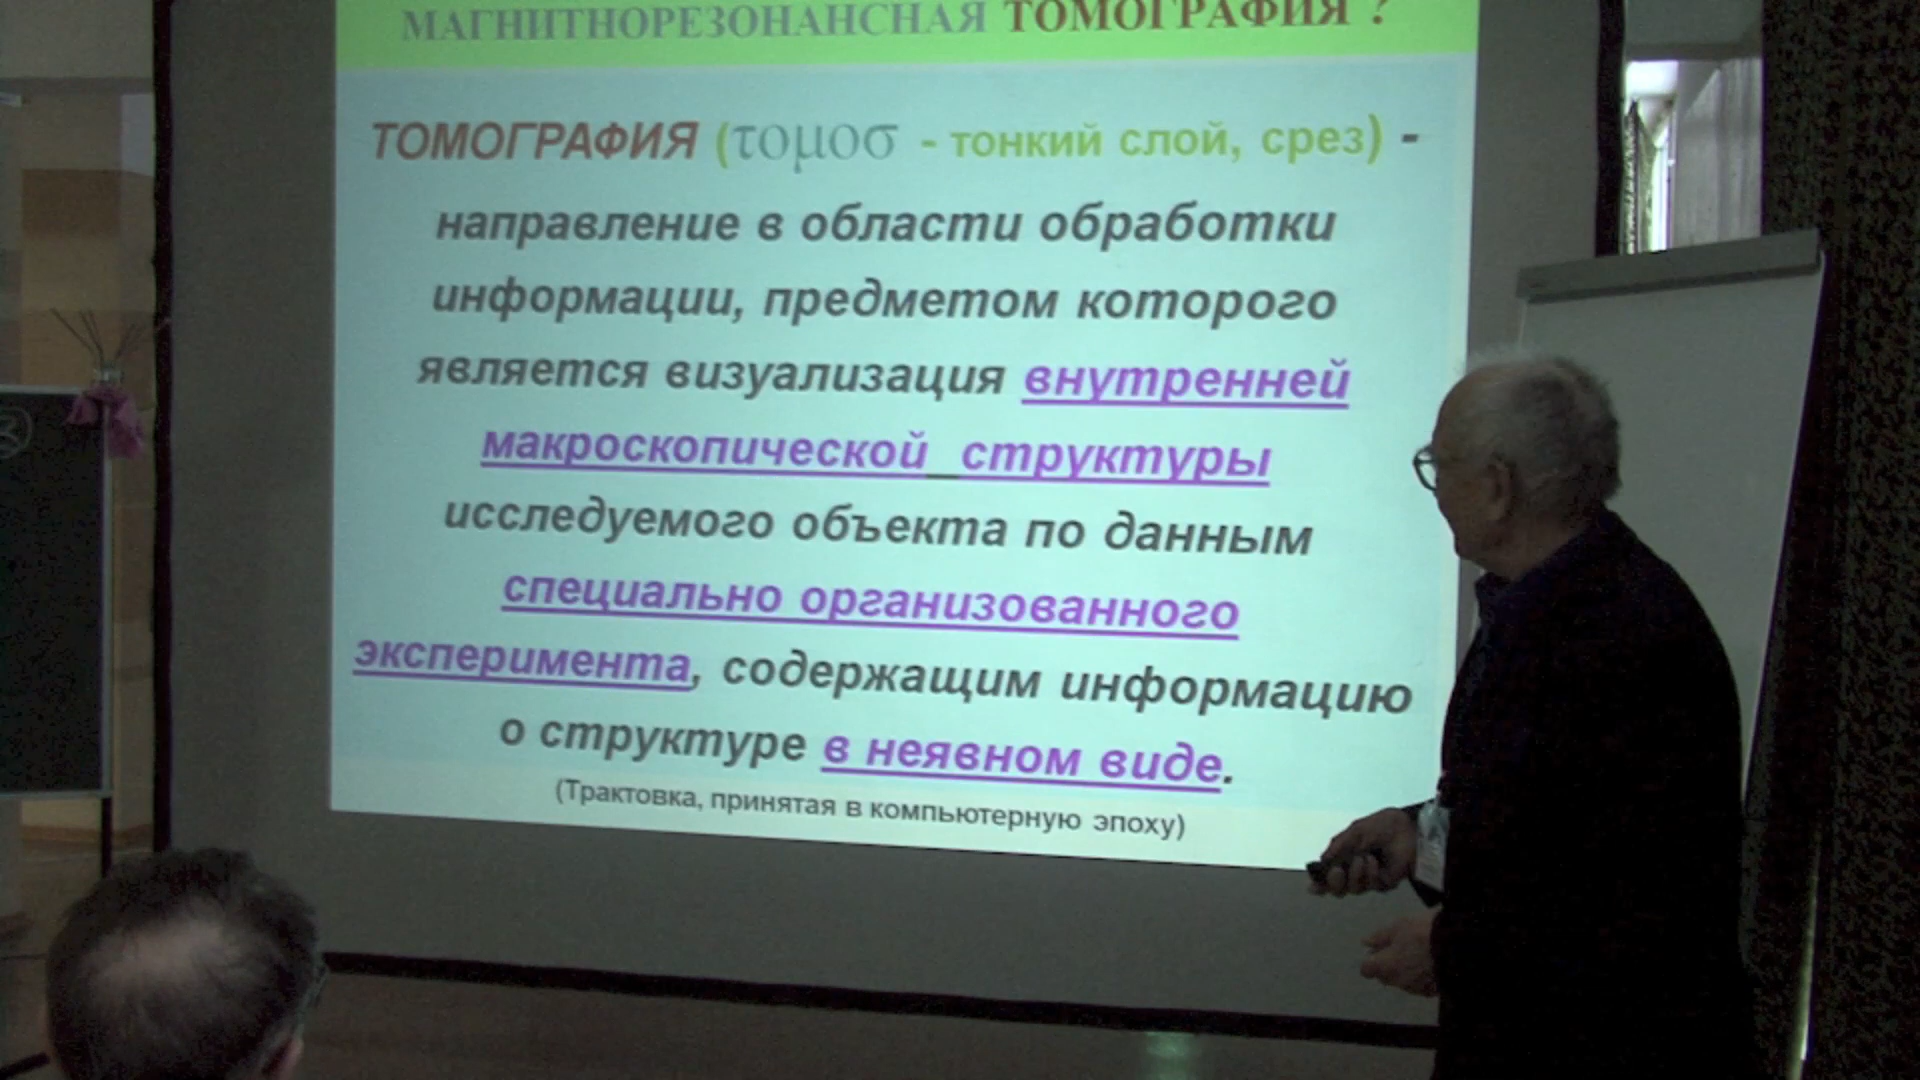 МАГНИТНОРЕЗОНАНСНАЯ ТОМОГРАФИЯ ?
ТОМОГРАФИЯ (τομοσ - тонкий слой, срез) -
направление в области обработки
информации, предметом которого
является визуализация внутренней
макроскопической структуры
исследуемого объекта по данным
специально организованного
эксперимента, содержащим информацию
о структуре в неявном виде.
(Трактовка, принятая в компьютерную эпоху)